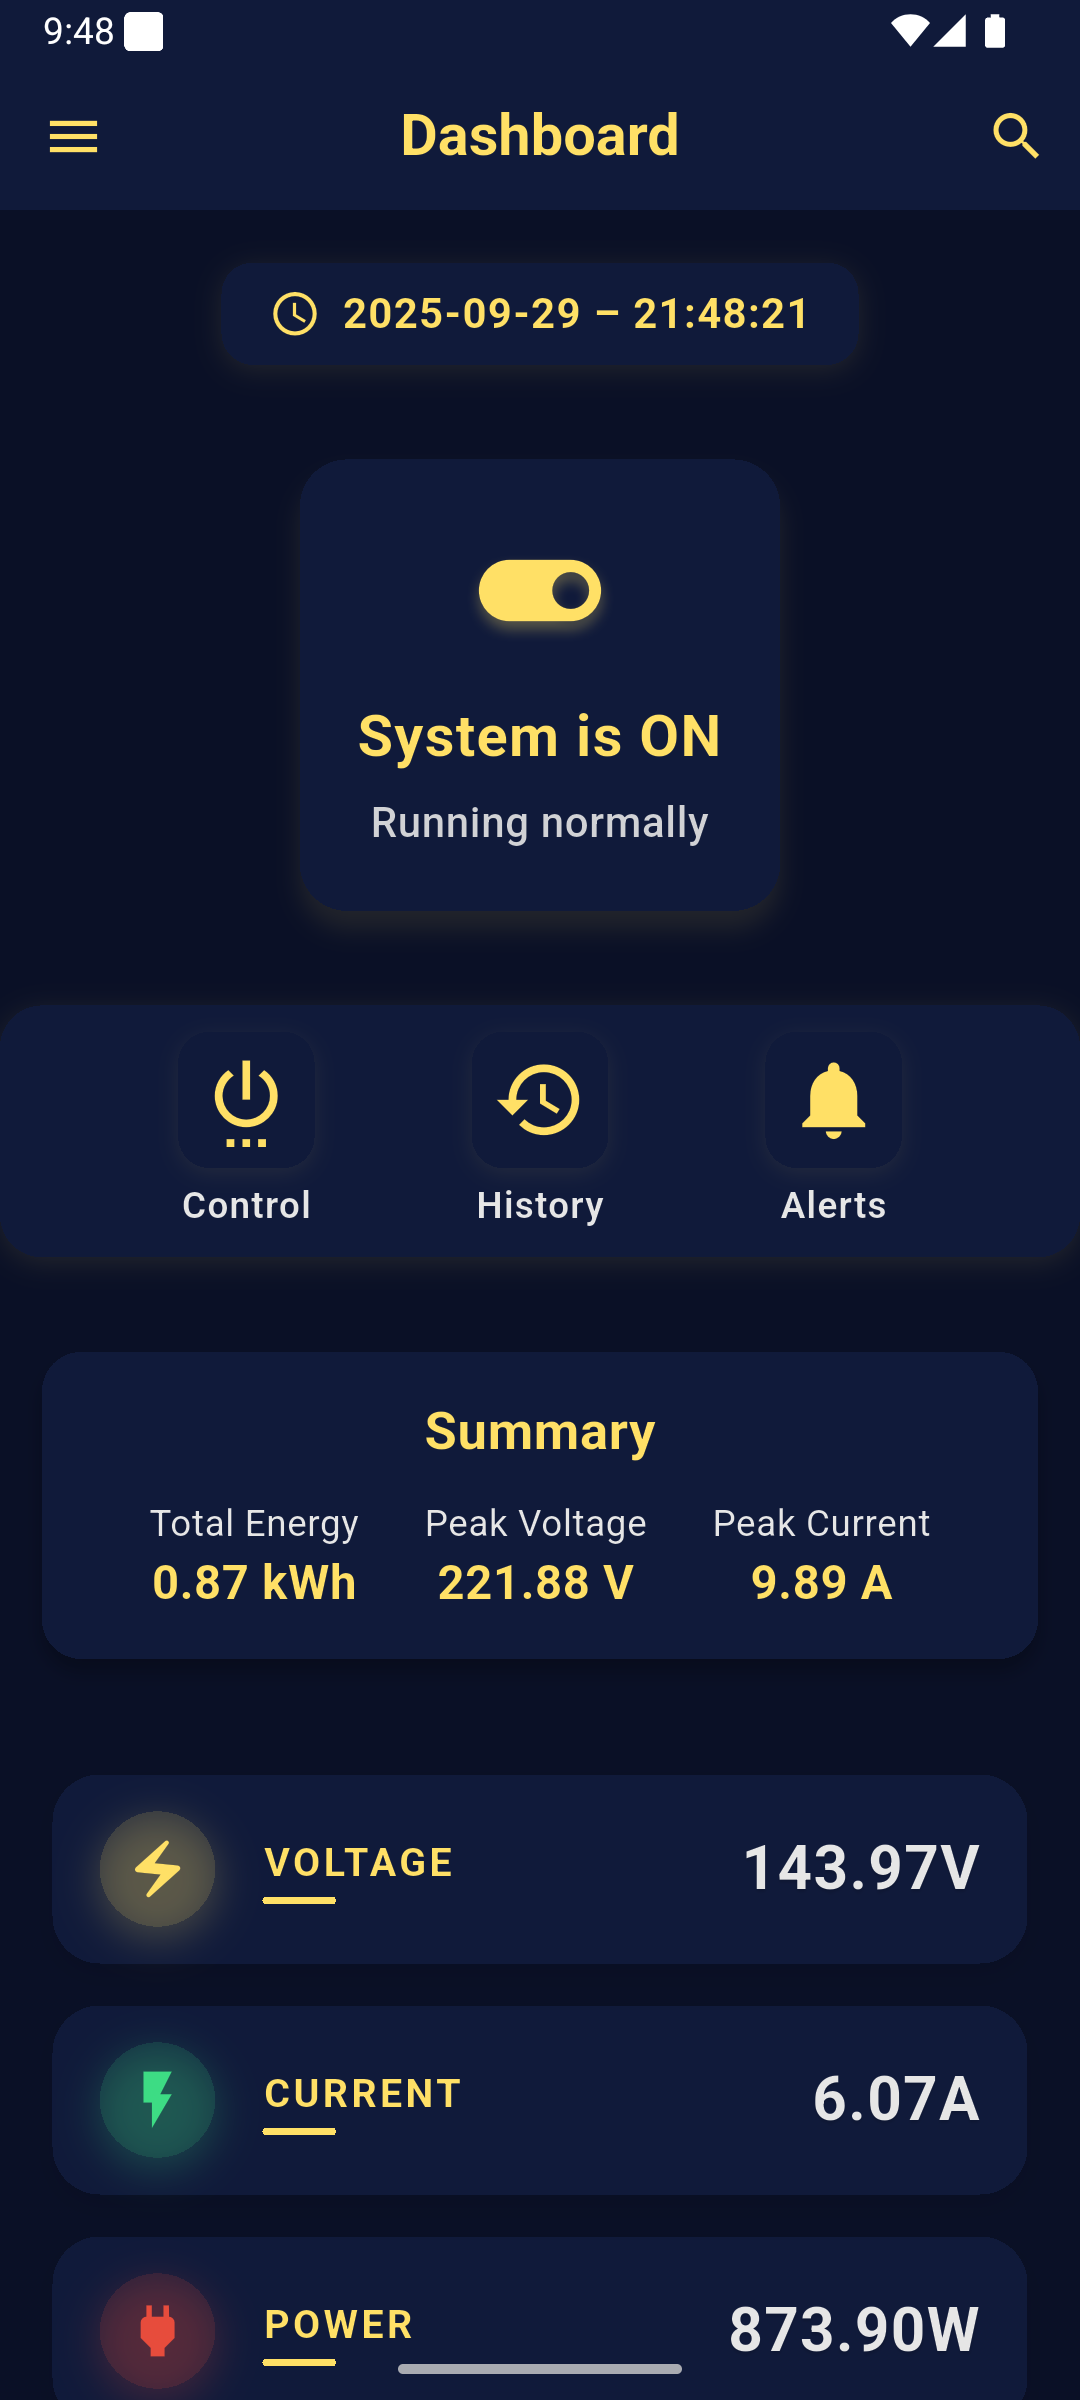 9:48
Dashboard
2025-09-29 – 21:48:21
System is ON
Running normally
Control History Alerts
Summary
Total Energy Peak Voltage Peak Current
0.87 kWh 221.88 V 9.89 A
VOLTAGE 143.97V
CURRENT 6.07A
POWER 873.90W